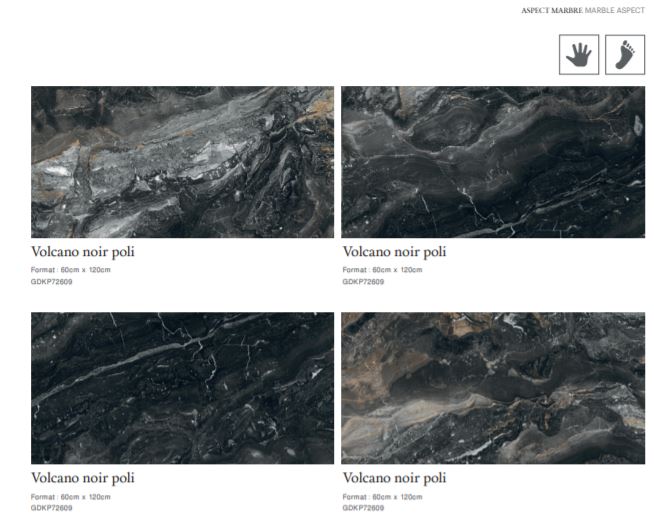 ASPECT MARBRE MARBLE ASPECT
Volcano noir poli
Format : 60cm x 120cm
GDKP72609
Volcano noir poli
Format : 60cm x 120cm
GDKP72609
Volcano noir poli
Format : 60cm x 120cm
GDKP72609
Volcano noir poli
Format : 60cm x 120cm
GDKP72609